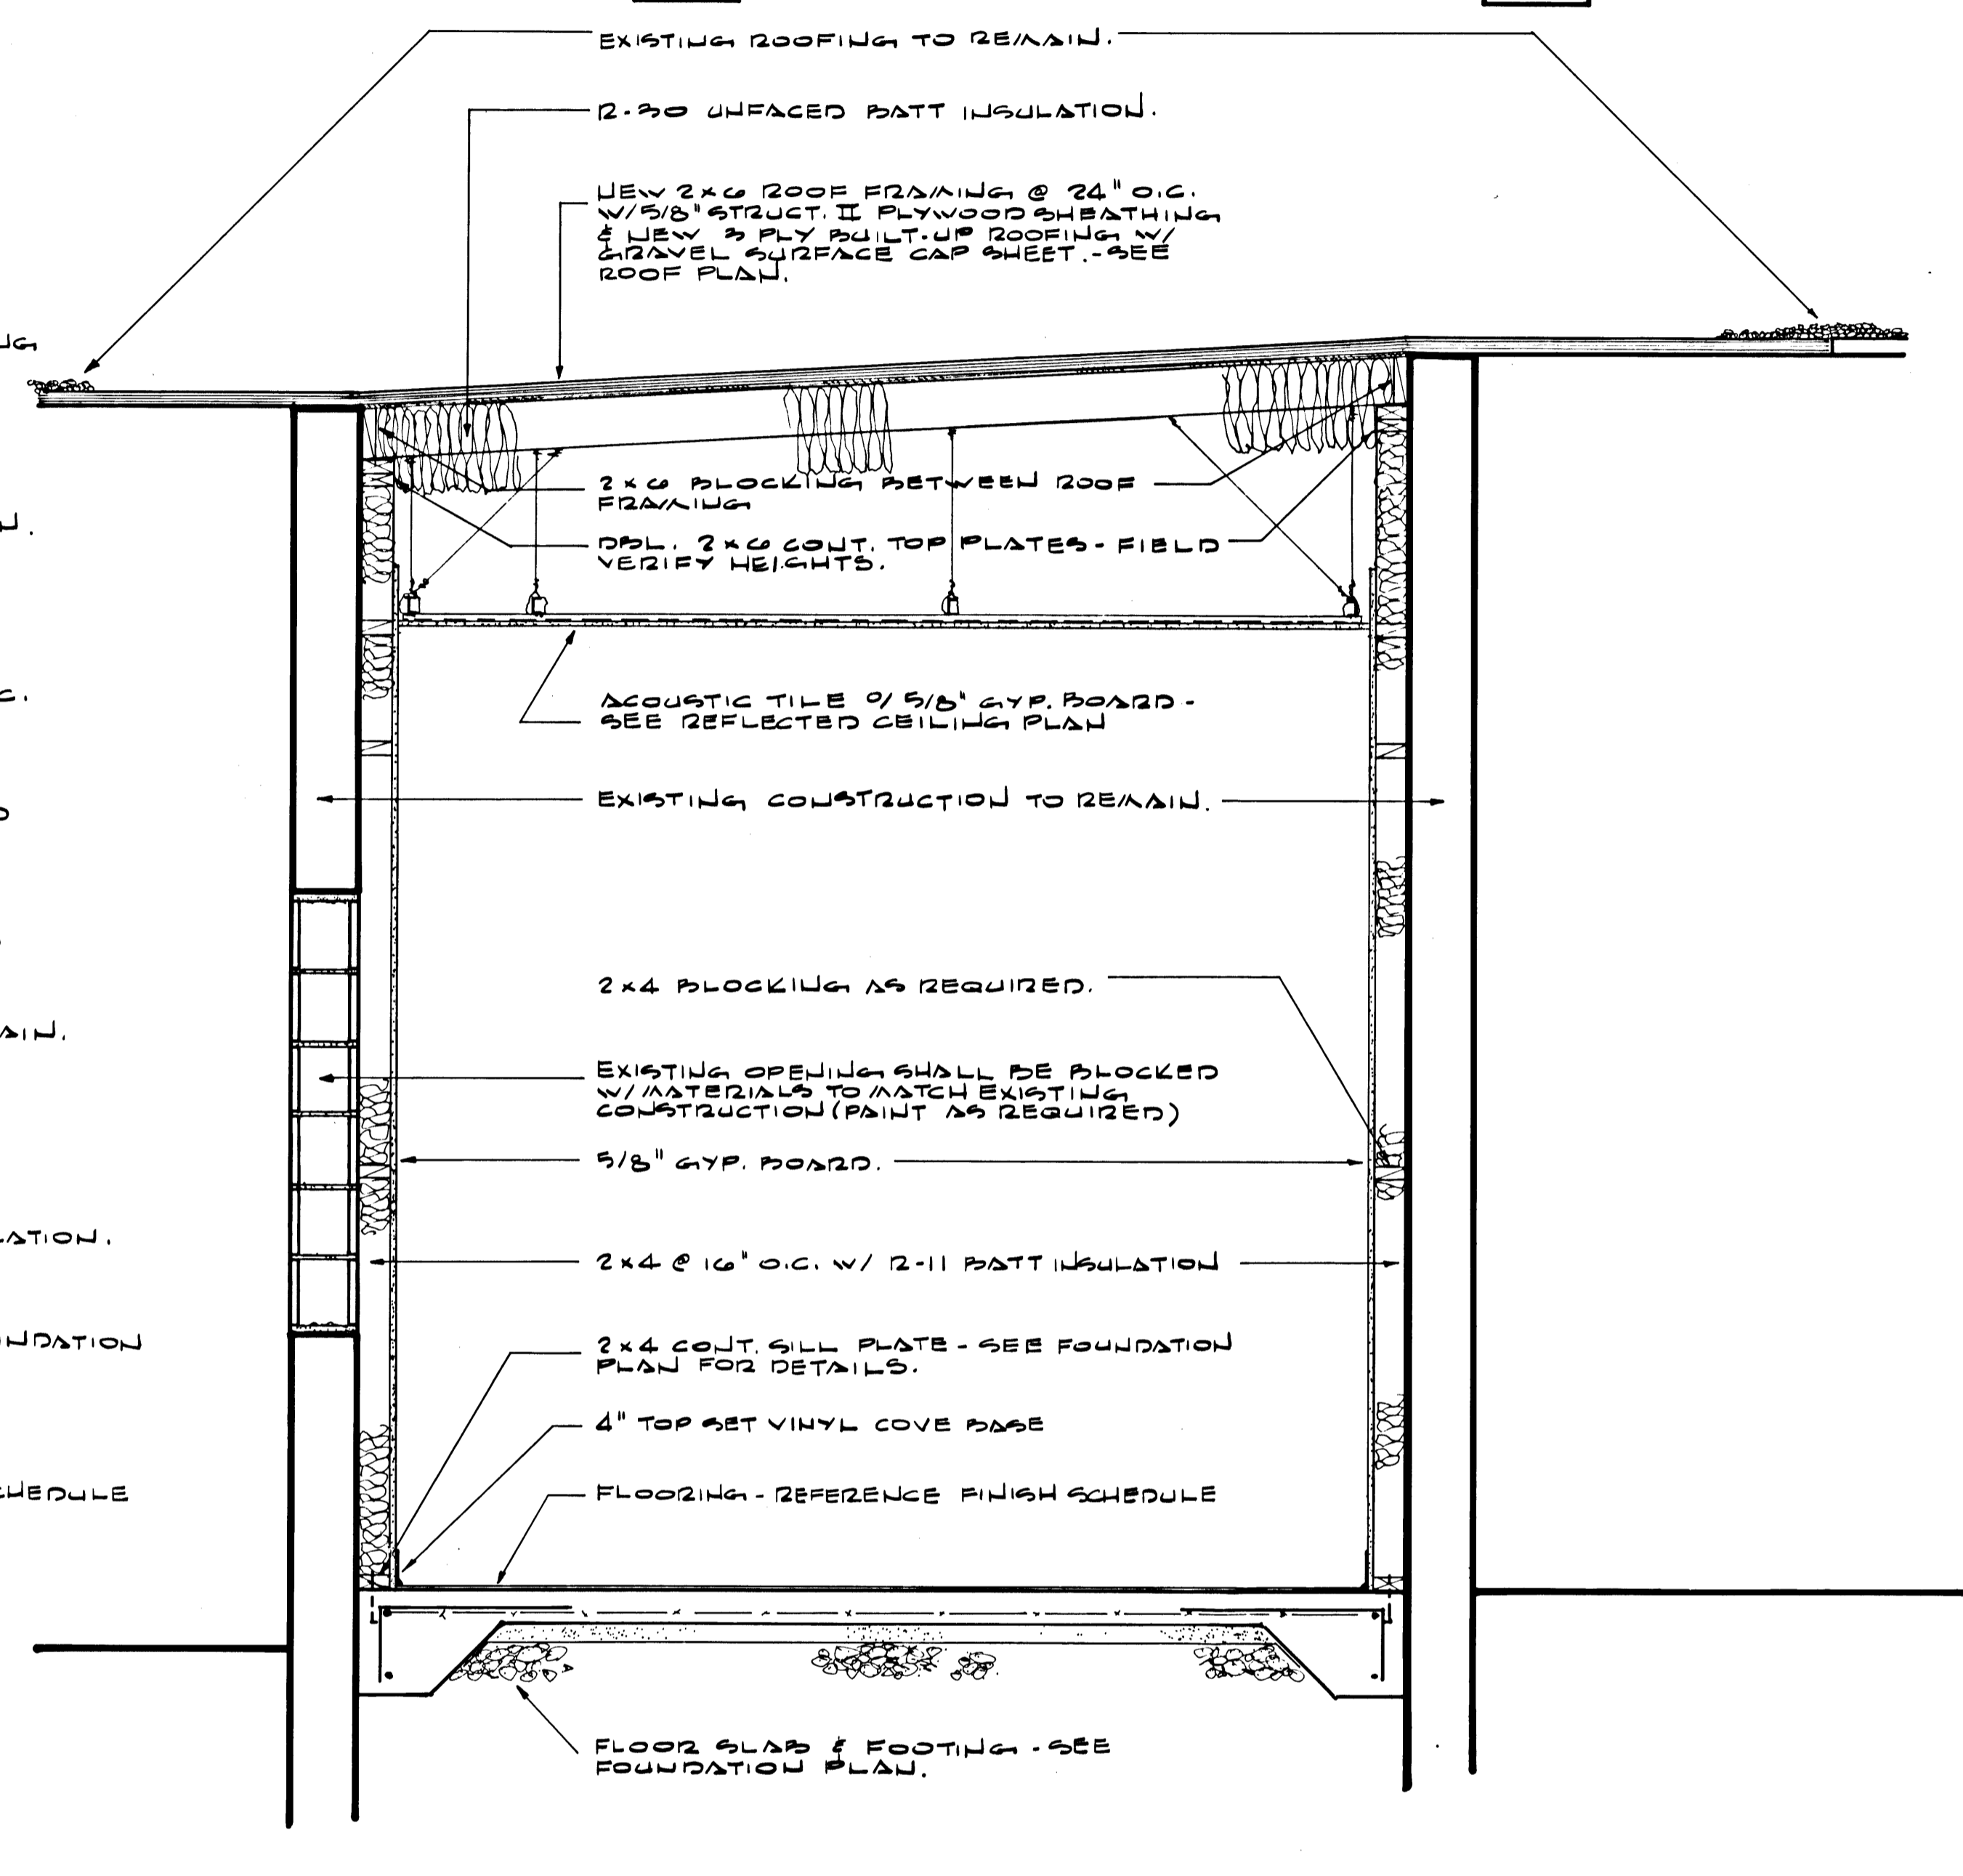 EXISTING ROOFING TO REMAIN.
R-30 UNFACED BATT INSULATION.
NEW 2x6 ROOF FRAMING @ 24" O.C.
W/ 5/8" STRUCT. II PLYWOOD SHEATHING
& NEW 3 PLY BUILT-UP ROOFING W/
GRAVEL SURFACE CAP SHEET.-SEE
ROOF PLAN.
2x6 BLOCKING BETWEEN ROOF
FRAMING
DBL. 2x6 CONT. TOP PLATES - FIELD
VERIFY HEIGHTS.
C.
ACOUSTIC TILE O/ 5/8" GYP. BOARD -
SEE REFLECTED CEILING PLAN
EXISTING CONSTRUCTION TO REMAIN.
2x4 BLOCKING AS REQUIRED.
AIN.
EXISTING OPENING SHALL BE BLOCKED
W/ MATERIALS TO MATCH EXISTING
CONSTRUCTION (PAINT AS REQUIRED)
5/8" GYP. BOARD.
LATION.
2x4 @ 16" O.C. W/ R-11 BATT INSULATION
NDATION
2x4 CONT. SILL PLATE - SEE FOUNDATION
PLAN FOR DETAILS.
4" TOP SET VINYL COVE BASE
CHEDULE
FLOORING - REFERENCE FINISH SCHEDULE
FLOOR SLAB & FOOTING - SEE
FOUNDATION PLAN.